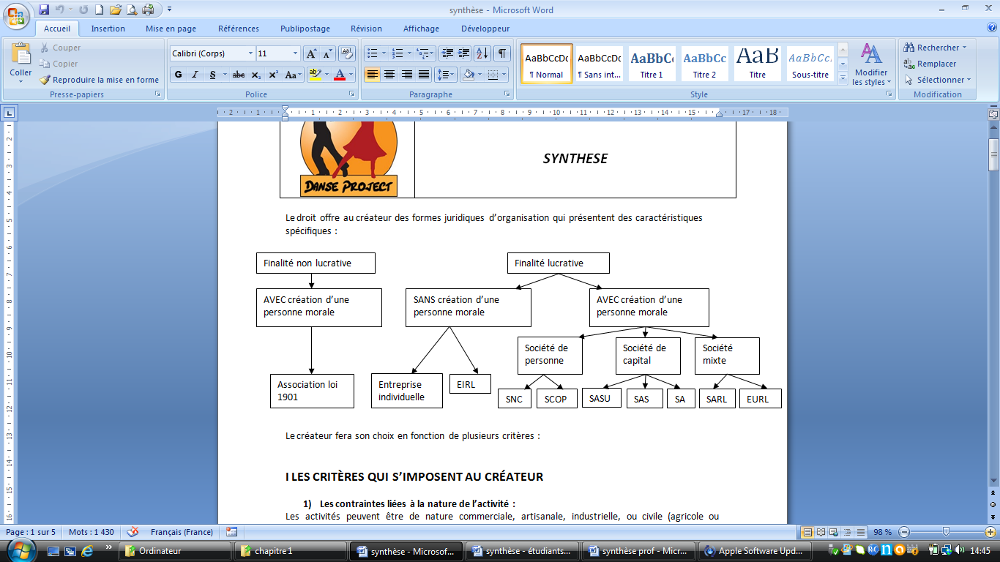 synthèse - Microsoft Word
Accueil Insertion Mise en page Références Publipostage Révision Affichage Développeur
Coller
Couper
Copier
Reproduire la mise en forme
Presse-papiers
Calibri (Corps) 11
G I S abc X₂ X² Aa
Police
Paragraphe
AaBbCcDc AaBbCcDc AaBbC AaBbCc AaB AaBbCc.
¶ Normal ¶ Sans int... Titre 1 Titre 2 Titre Sous-titre
Modifier
les styles
Style
Rechercher
Remplacer
Sélectionner
Modification
2 1 1 2 3 4 5 6 7 8 9 10 11 12 13 14 15 17 18
DANSE PROJECT
SYNTHESE
Le droit offre au créateur des formes juridiques d’organisation qui présentent des caractéristiques
spécifiques :
Finalité non lucrative
Finalité lucrative
AVEC création d’une
personne morale
SANS création d’une
personne morale
AVEC création d’une
personne morale
Société de
personne
Société de
capital
Société
mixte
Association loi
1901
Entreprise
individuelle
EIRL
SNC
SCOP
SASU
SAS
SA
SARL
EURL
Le créateur fera son choix en fonction de plusieurs critères :
I LES CRITÈRES QUI S’IMPOSENT AU CRÉATEUR
1) Les contraintes liées à la nature de l’activité :
Les activités peuvent être de nature commerciale, artisanale, industrielle, ou civile (agricole ou
Page : 1 sur 5 Mots : 1 430 Français (France) 98 %
Ordinateur chapitre 1 synthèse - Microsof... synthèse - étudiants... synthèse prof - Micr... Apple Software Upd... 14:45